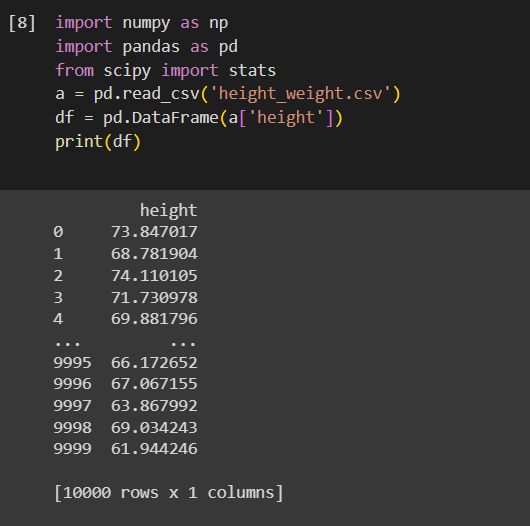 [8] import numpy as np
import pandas as pd
from scipy import stats
a = pd.read_csv('height_weight.csv')
df = pd.DataFrame(a['height'])
print(df)
height
0 73.847017
1 68.781904
2 74.110105
3 71.730978
4 69.881796
... ...
9995 66.172652
9996 67.067155
9997 63.867992
9998 69.034243
9999 61.944246
[10000 rows x 1 columns]